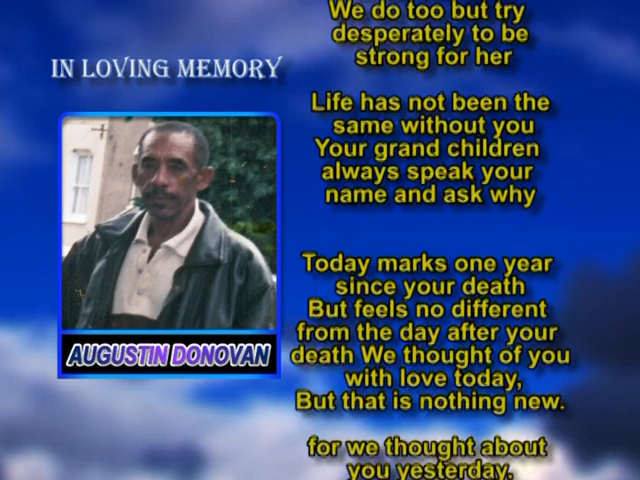 IN LOVING MEMORY
AUGUSTIN DONOVAN
We do too but try
desperately to be
strong for her
Life has not been the
same without you
Your grand children
always speak your
name and ask why
Today marks one year
since your death
But feels no different
from the day after your
death We thought of you
with love today,
But that is nothing new.
for we thought about
you yesterday.